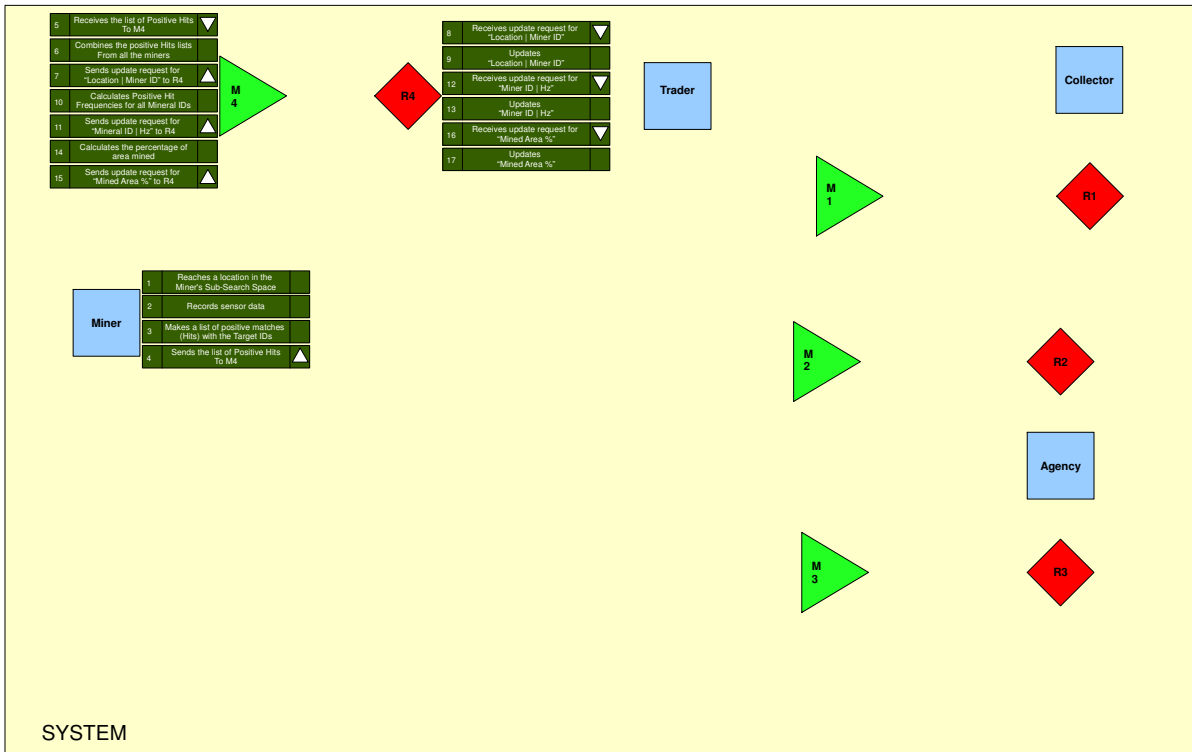 5 Receives the list of Positive Hits
To M4
6 Combines the positive Hits lists
From all the miners
7 Sends update request for
“Location | Miner ID” to R4
10 Calculates Positive Hit
Frequencies for all Mineral IDs
11 Sends update request for
“Mineral ID | Hz” to R4
14 Calculates the percentage of
area mined
15 Sends update request for
“Mined Area %” to R4
M
4
R4
8 Receives update request for
“Location | Miner ID”
9 Updates
“Location | Miner ID”
12 Receives update request for
“Miner ID | Hz”
13 Updates
“Miner ID | Hz”
16 Receives update request for
“Mined Area %”
17 Updates
“Mined Area %”
Trader
Collector
M
1
R1
Miner
1 Reaches a location in the
Miner's Sub-Search Space
2 Records sensor data
3 Makes a list of positive matches
(Hits) with the Target IDs
4 Sends the list of Positive Hits
To M4
M
2
R2
Agency
M
3
R3
SYSTEM